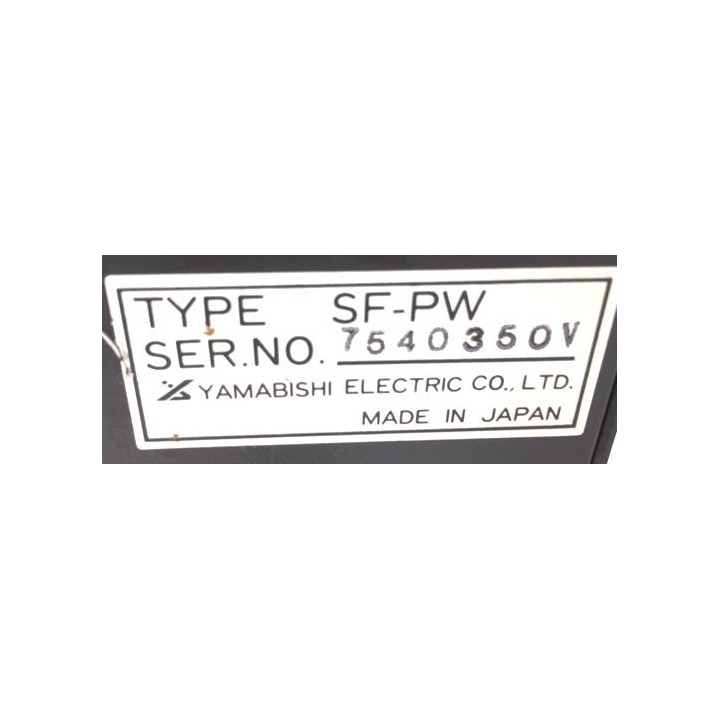 TYPE SF-PW
SER.NO. 7540350V
YAMABISHI ELECTRIC CO., LTD.
MADE IN JAPAN